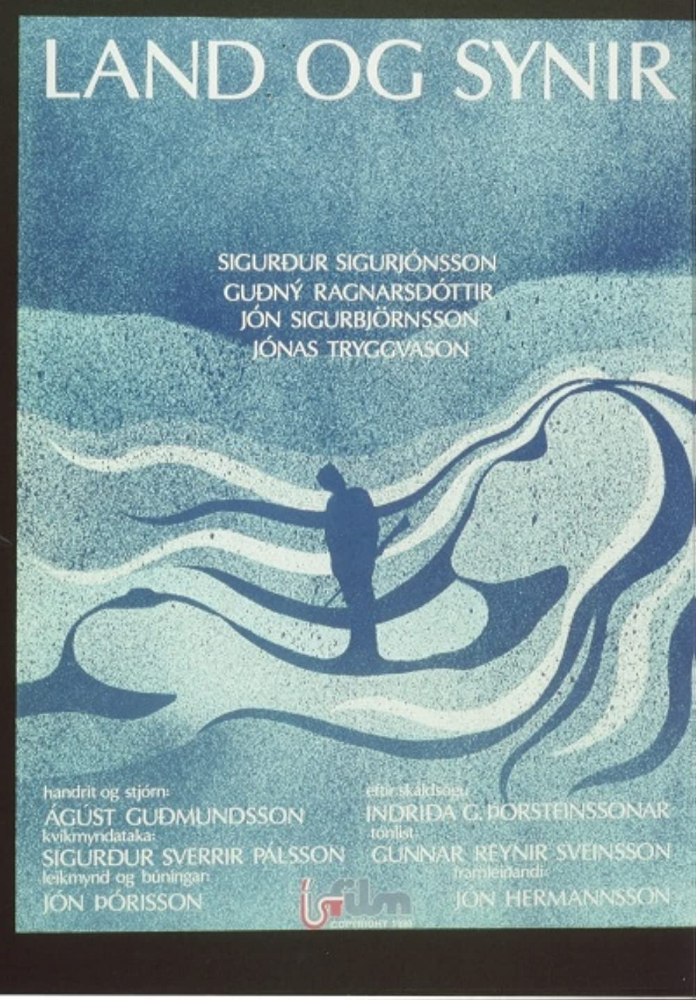 LAND OG SYNIR
SIGURÐUR SIGURJÓNSSON
GUÐNÝ RAGNARSDÓTTIR
JÓN SIGURBJÖRNSSON
JÓNAS TRYGGVASON
handrit og stjórn:
ÁGÚST GUÐMUNDSSON
kvikmyndataka:
SIGURÐUR SVERRIR PÁLSSON
leikmynd og búningar:
JÓN ÞÓRISSON
eftir skáldsögu
INDRIÐA G. ÞORSTEINSSONAR
tónlist:
GUNNAR REYNIR SVEINSSON
framleiðandi:
JÓN HERMANNSSON
ísfilm
COPYRIGHT 1980